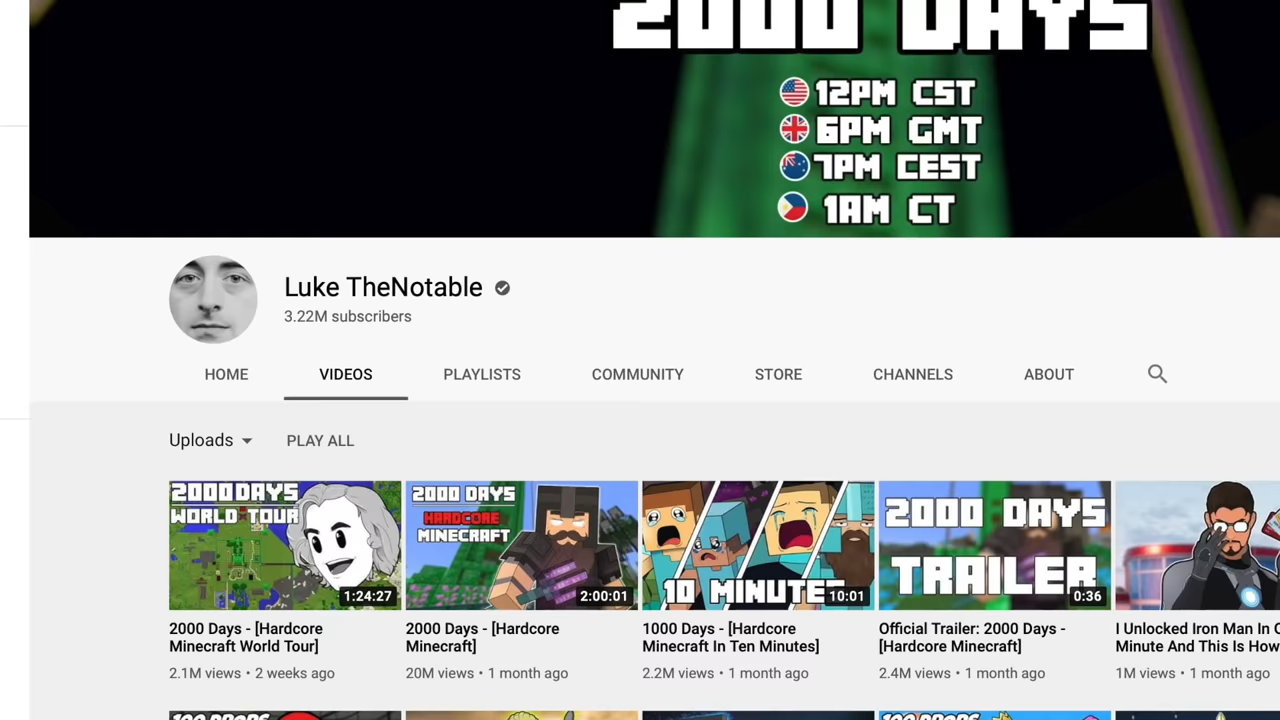 2000 DAYS
12PM CST
6PM GMT
7PM CEST
1AM CT
Luke TheNotable
3.22M subscribers
HOME VIDEOS PLAYLISTS COMMUNITY STORE CHANNELS ABOUT
Uploads PLAY ALL
2000 DAYS
WORLD TOUR
1:24:27
2000 DAYS
HARDCORE
MINECRAFT
2:00:01
10 MINUTES
10:01
2000 DAYS
TRAILER
0:36
2000 Days - [Hardcore
Minecraft World Tour]
2.1M views • 2 weeks ago
2000 Days - [Hardcore
Minecraft]
20M views • 1 month ago
1000 Days - [Hardcore
Minecraft In Ten Minutes]
2.2M views • 1 month ago
Official Trailer: 2000 Days -
[Hardcore Minecraft]
2.4M views • 1 month ago
I Unlocked Iron Man In
Minute And This Is How
1M views • 1 month ago